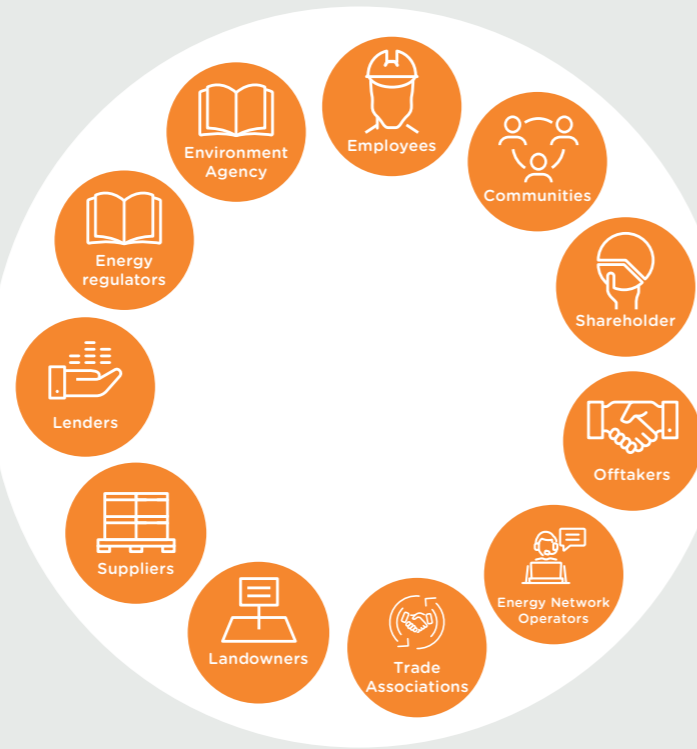 Employees
Communities
Shareholder
Offtakers
Energy Network
Operators
Trade
Associations
Landowners
Suppliers
Lenders
Energy
regulators
Environment
Agency